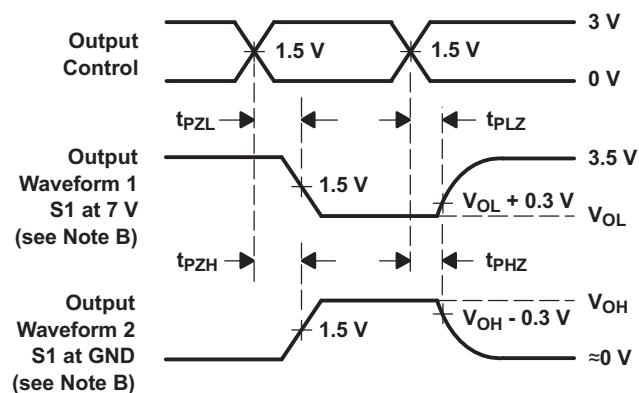 3 V
Output
Control
1.5 V
1.5 V
0 V
tPZL
tPLZ
Output
Waveform 1
S1 at 7 V
(see Note B)
3.5 V
1.5 V
VOL + 0.3 V
VOL
tPZH
tPHZ
Output
Waveform 2
S1 at GND
(see Note B)
VOH
1.5 V
VOH - 0.3 V
≈0 V